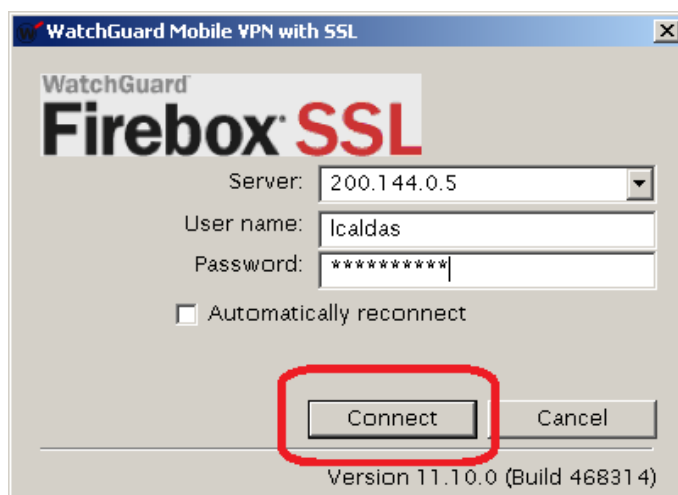 WatchGuard Mobile VPN with SSL
WatchGuard
Firebox SSL
Server: 200.144.0.5
User name: lcaldas
Password: **********
Automatically reconnect
Connect Cancel
Version 11.10.0 (Build 468314)